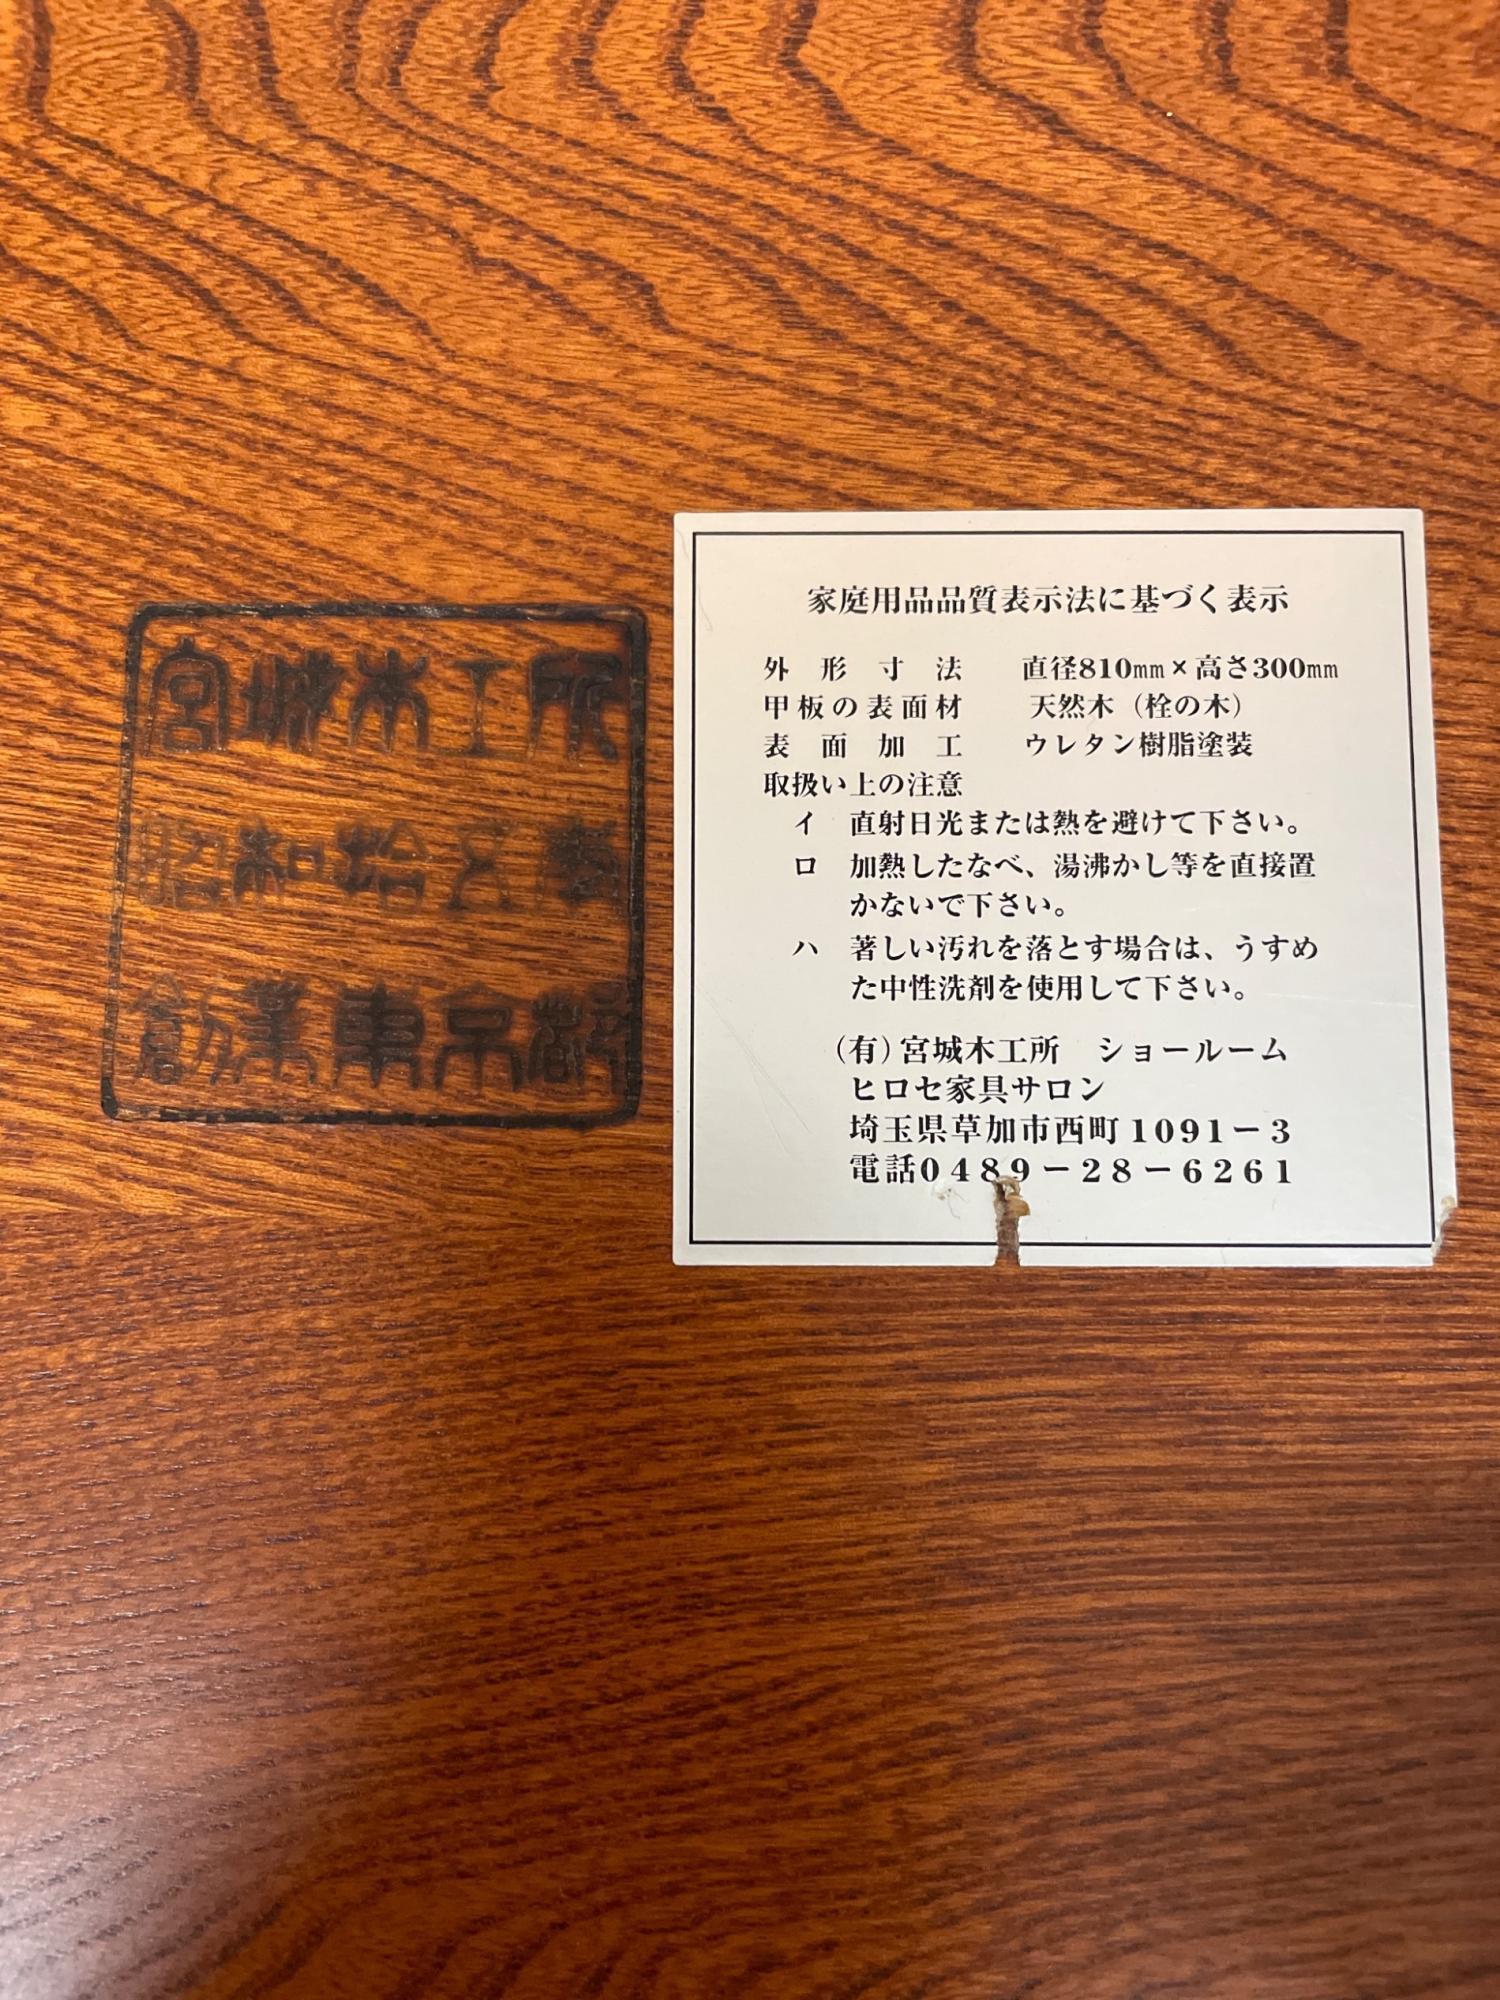 宮城木工所
昭和拾五年
創業東京都
家庭用品品質表示法に基づく表示
外形寸法 直径810㎜×高さ300㎜
甲板の表面材 天然木（栓の木）
表面加工 ウレタン樹脂塗装
取扱い上の注意
イ 直射日光または熱を避けて下さい。
ロ 加熱したなべ、湯沸かし等を直接置
かないで下さい。
ハ 著しい汚れを落とす場合は、うすめ
た中性洗剤を使用して下さい。
（有）宮城木工所 ショールーム
ヒロセ家具サロン
埼玉県草加市西町1091－3
電話0489－28－6261